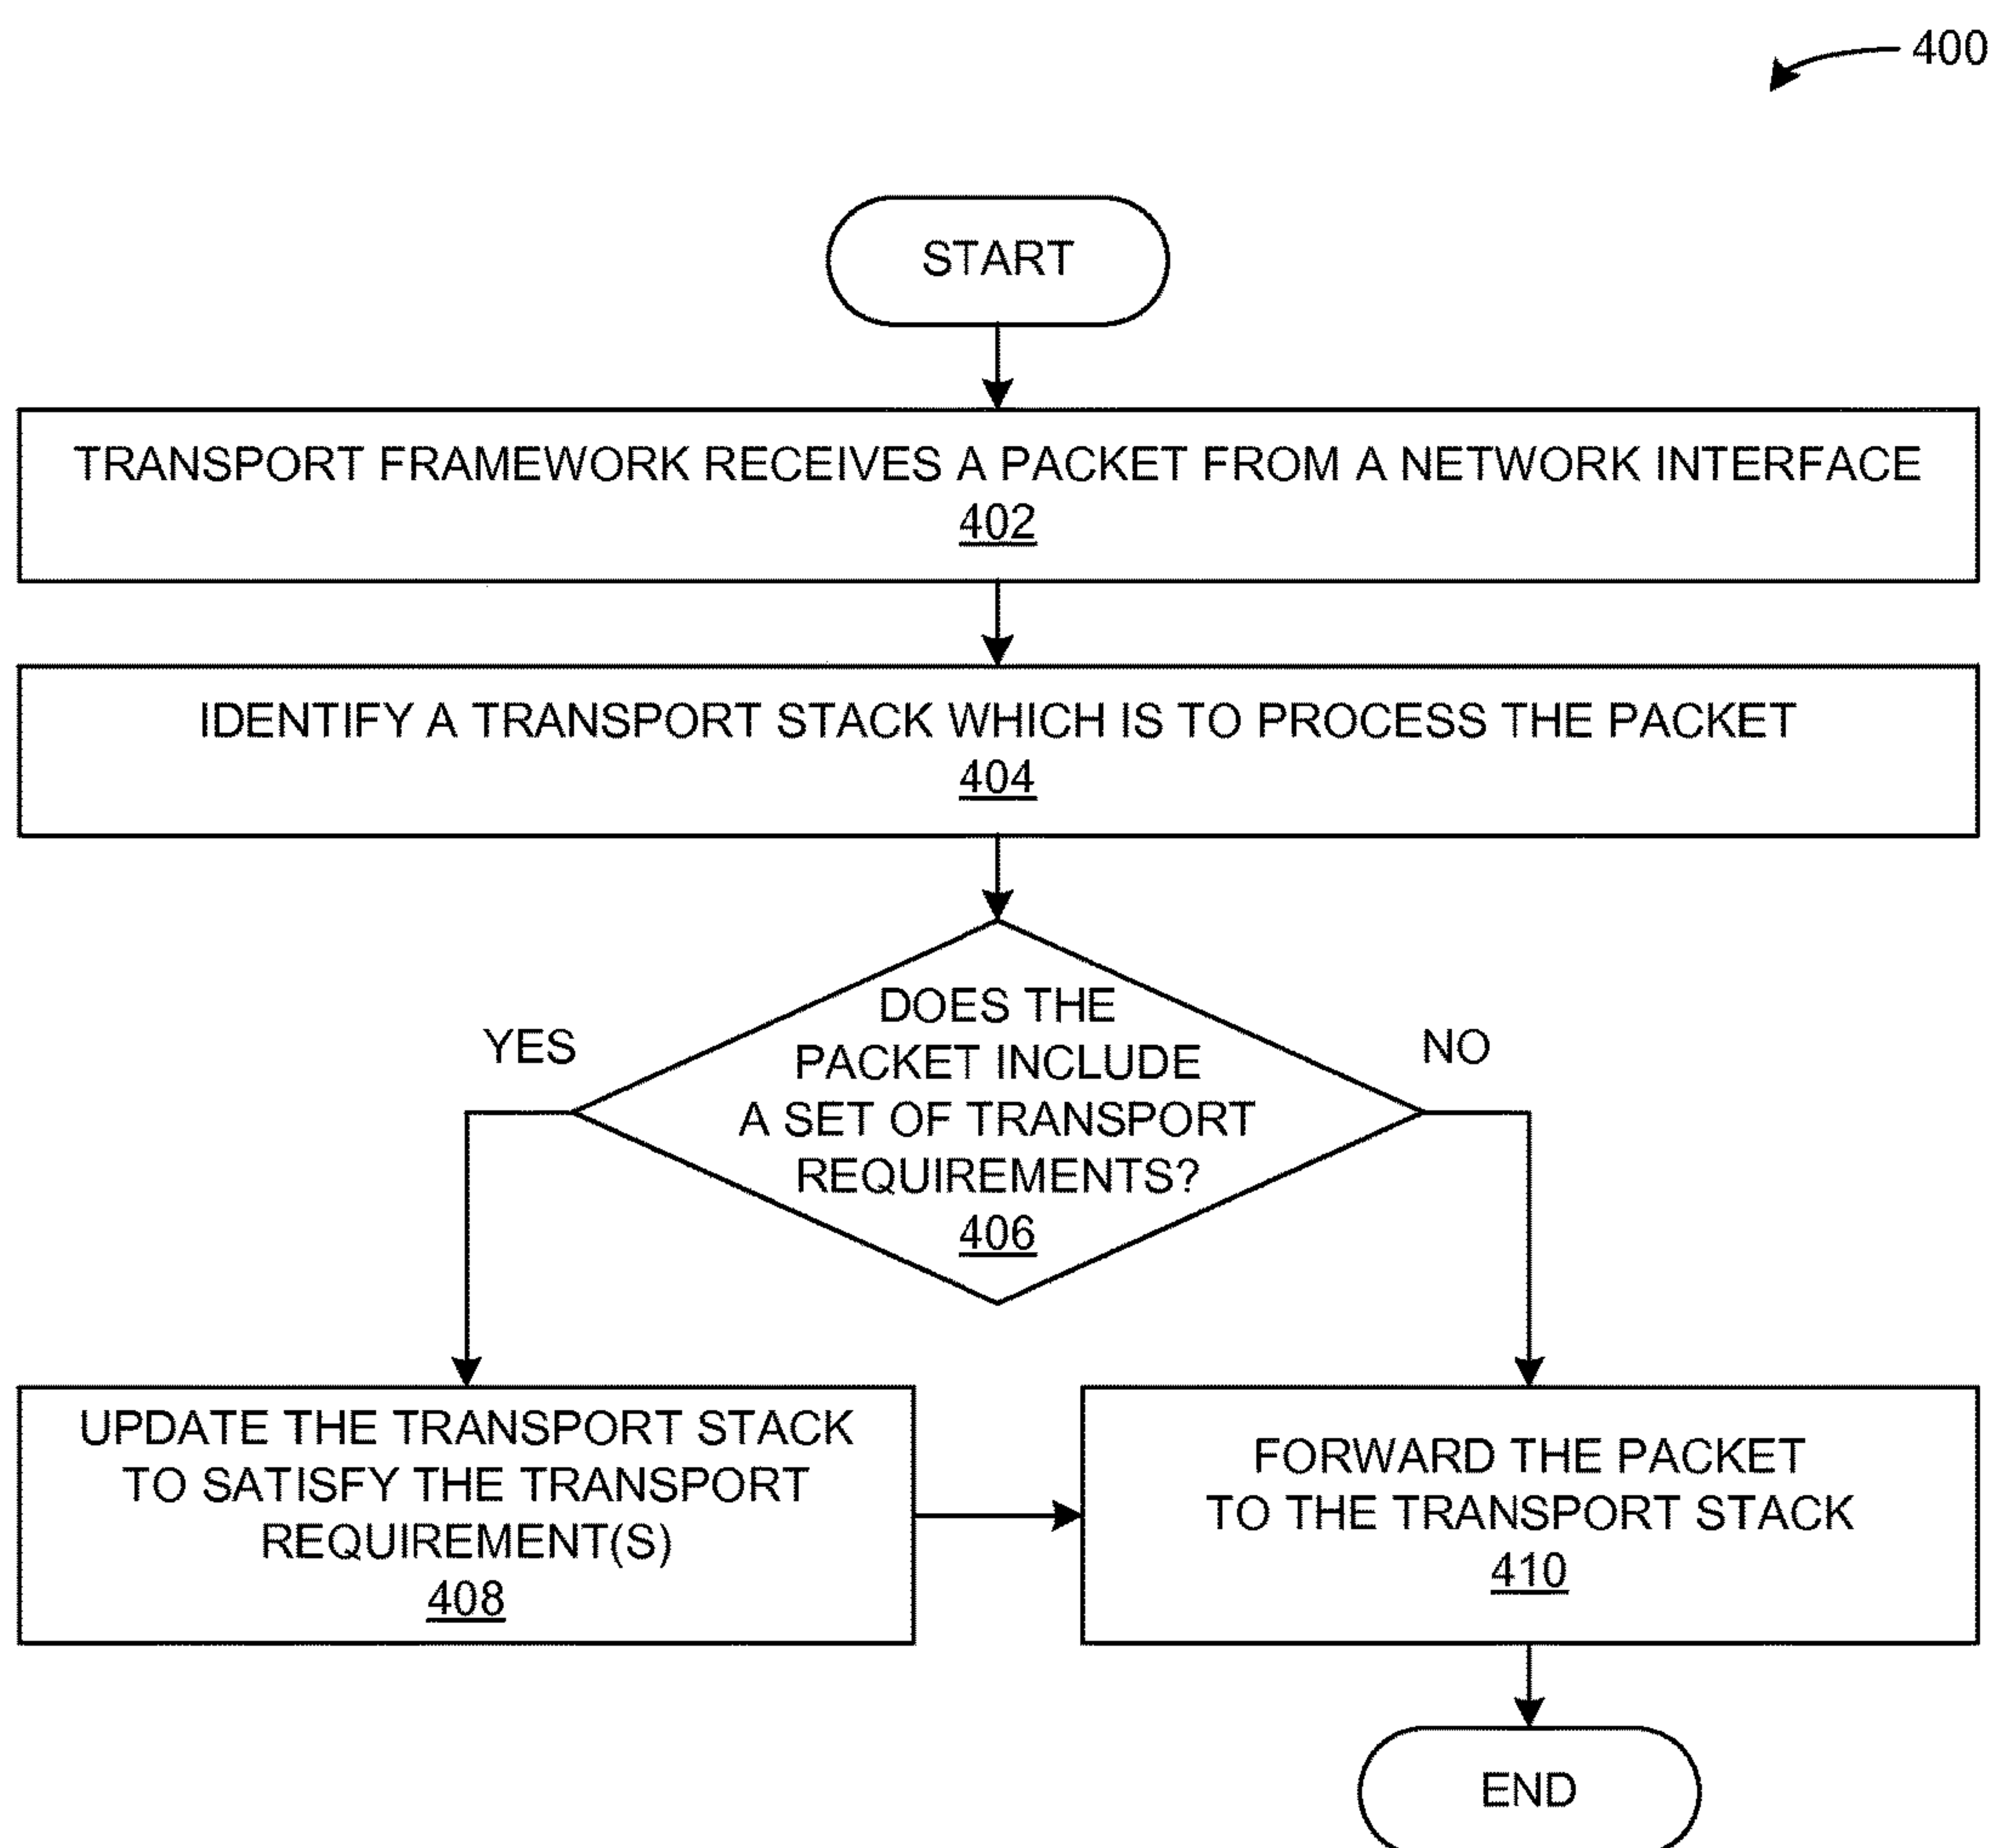 400
START
TRANSPORT FRAMEWORK RECEIVES A PACKET FROM A NETWORK INTERFACE
402
IDENTIFY A TRANSPORT STACK WHICH IS TO PROCESS THE PACKET
404
DOES THE
PACKET INCLUDE
A SET OF TRANSPORT
REQUIREMENTS?
406
YES
NO
UPDATE THE TRANSPORT STACK
TO SATISFY THE TRANSPORT
REQUIREMENT(S)
408
FORWARD THE PACKET
TO THE TRANSPORT STACK
410
END